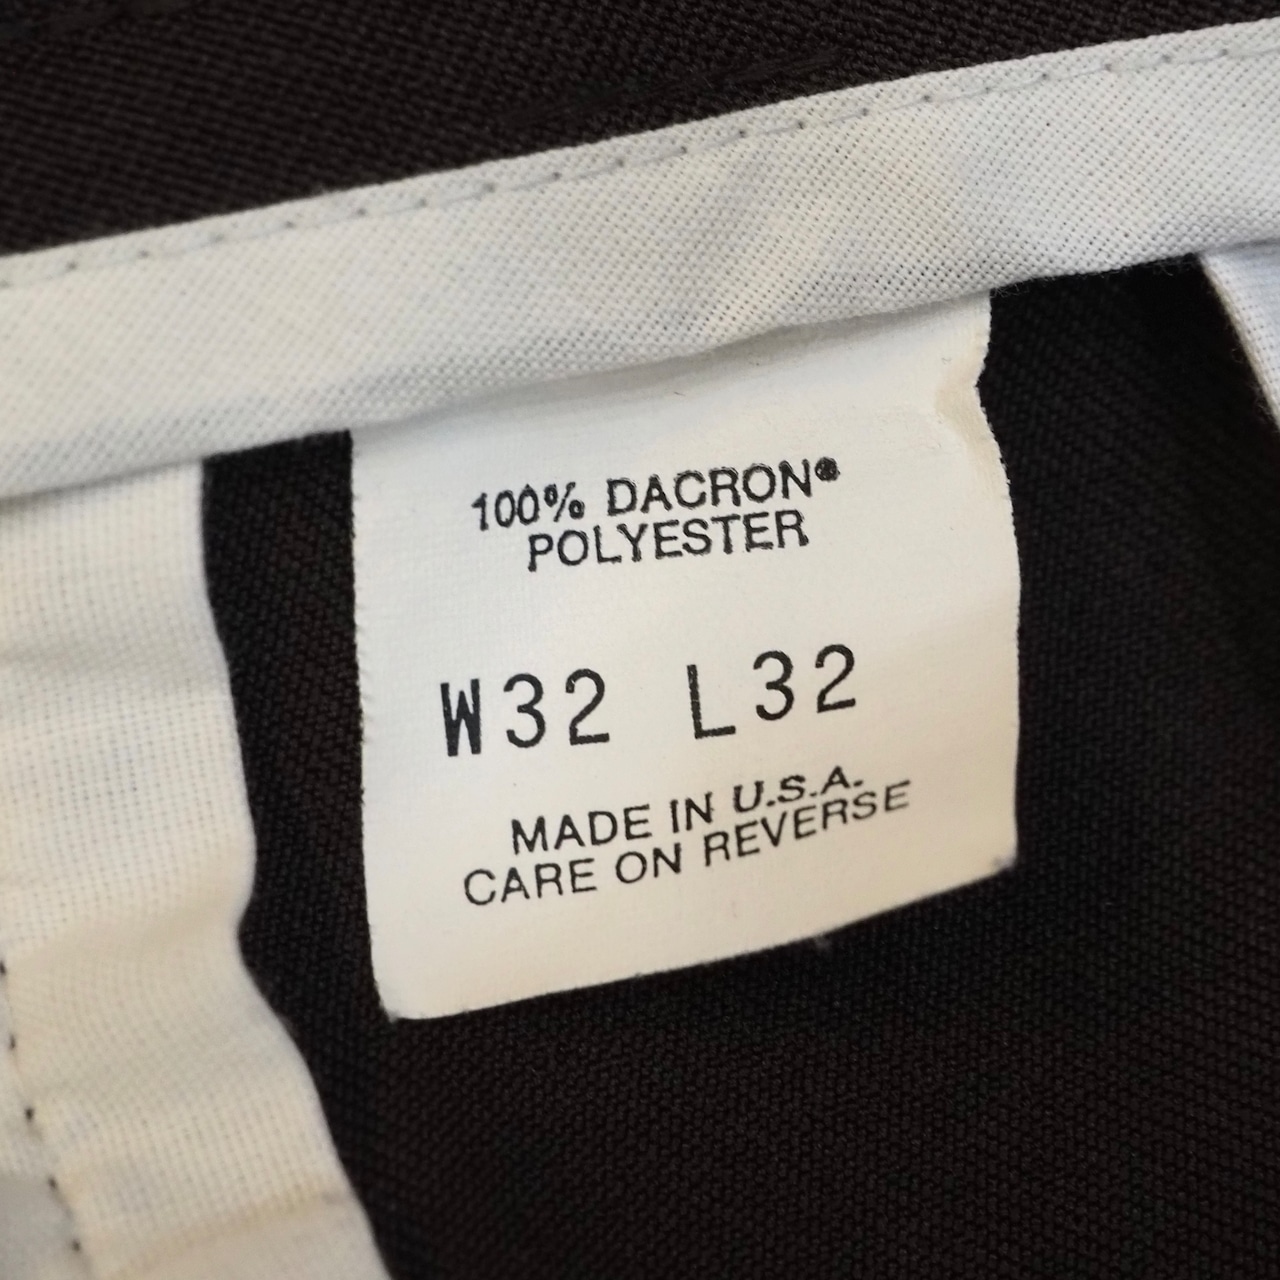 100% DACRON®
POLYESTER
W32 L32
MADE IN U.S.A.
CARE ON REVERSE